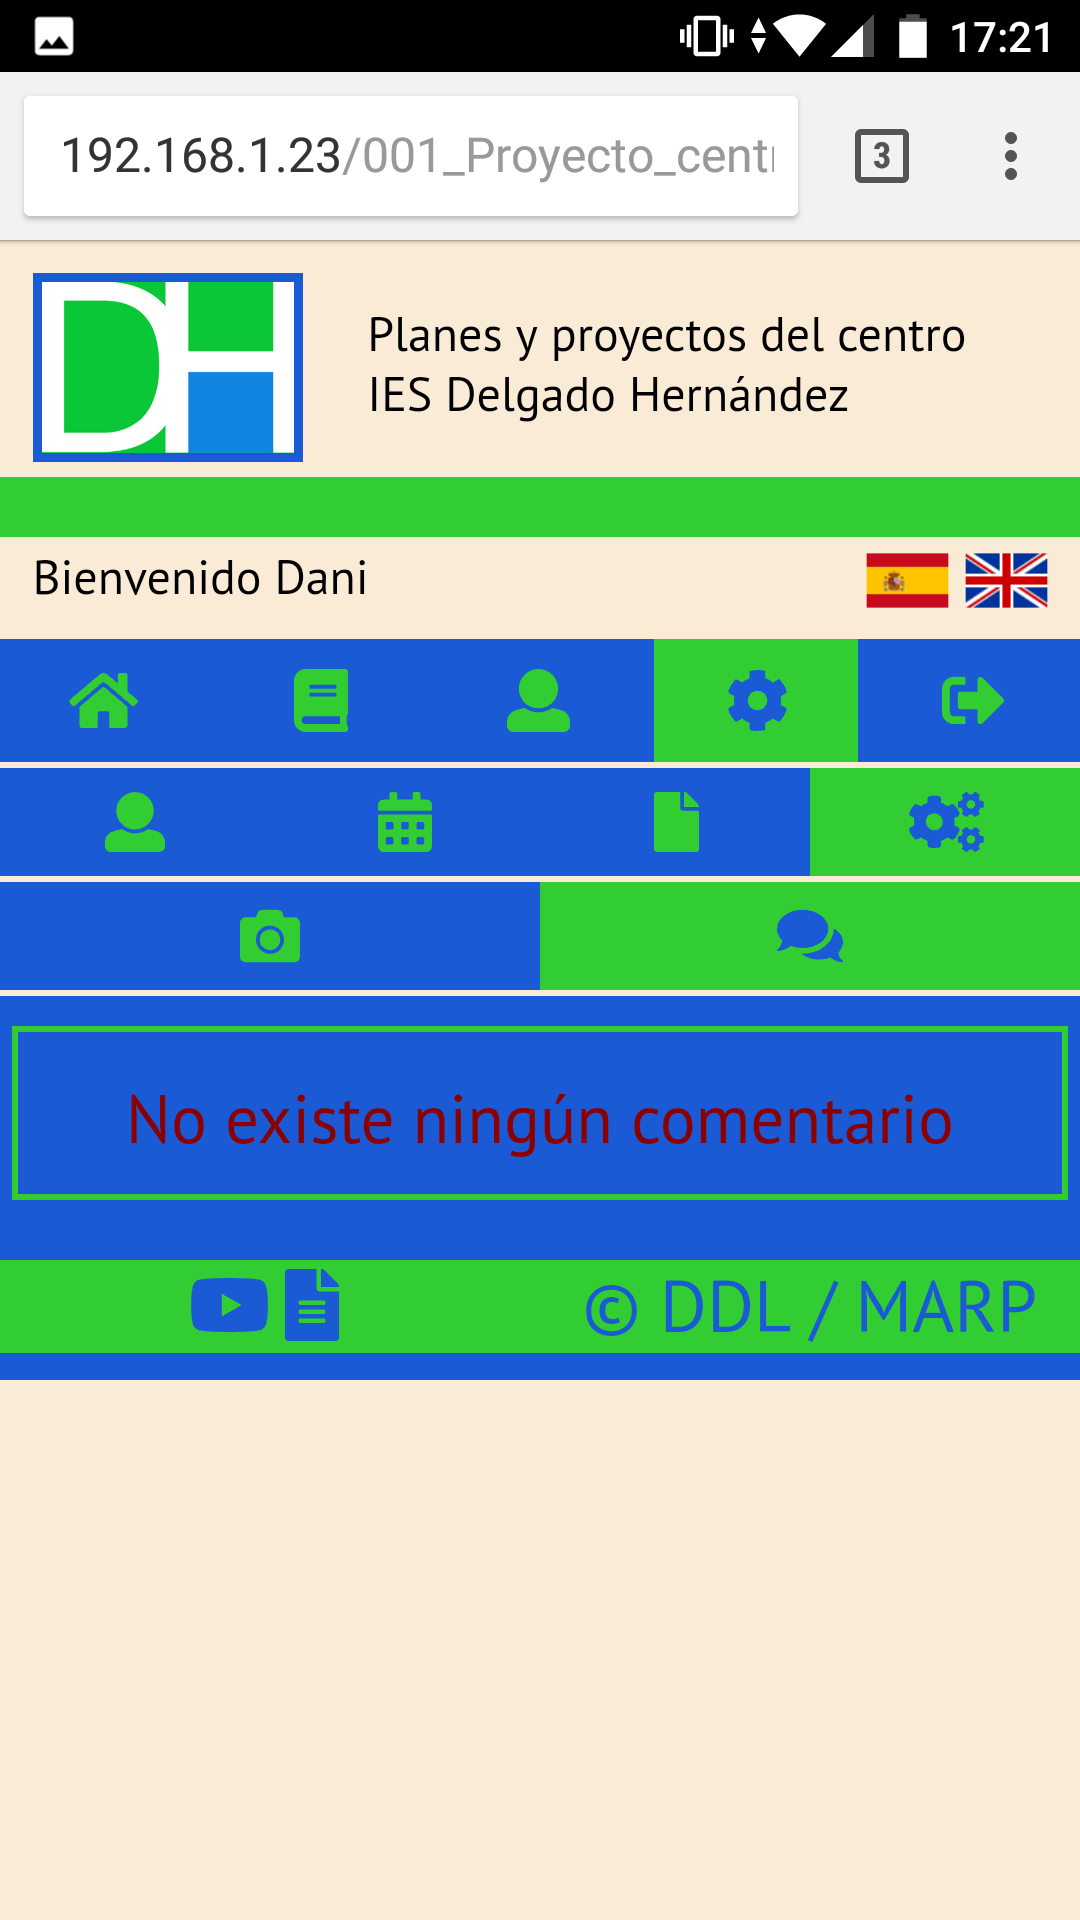 17:21
192.168.1.23/001_Proyecto_cent
3
DH
Planes y proyectos del centro
IES Delgado Hernández
Bienvenido Dani
No existe ningún comentario
© DDL / MARP